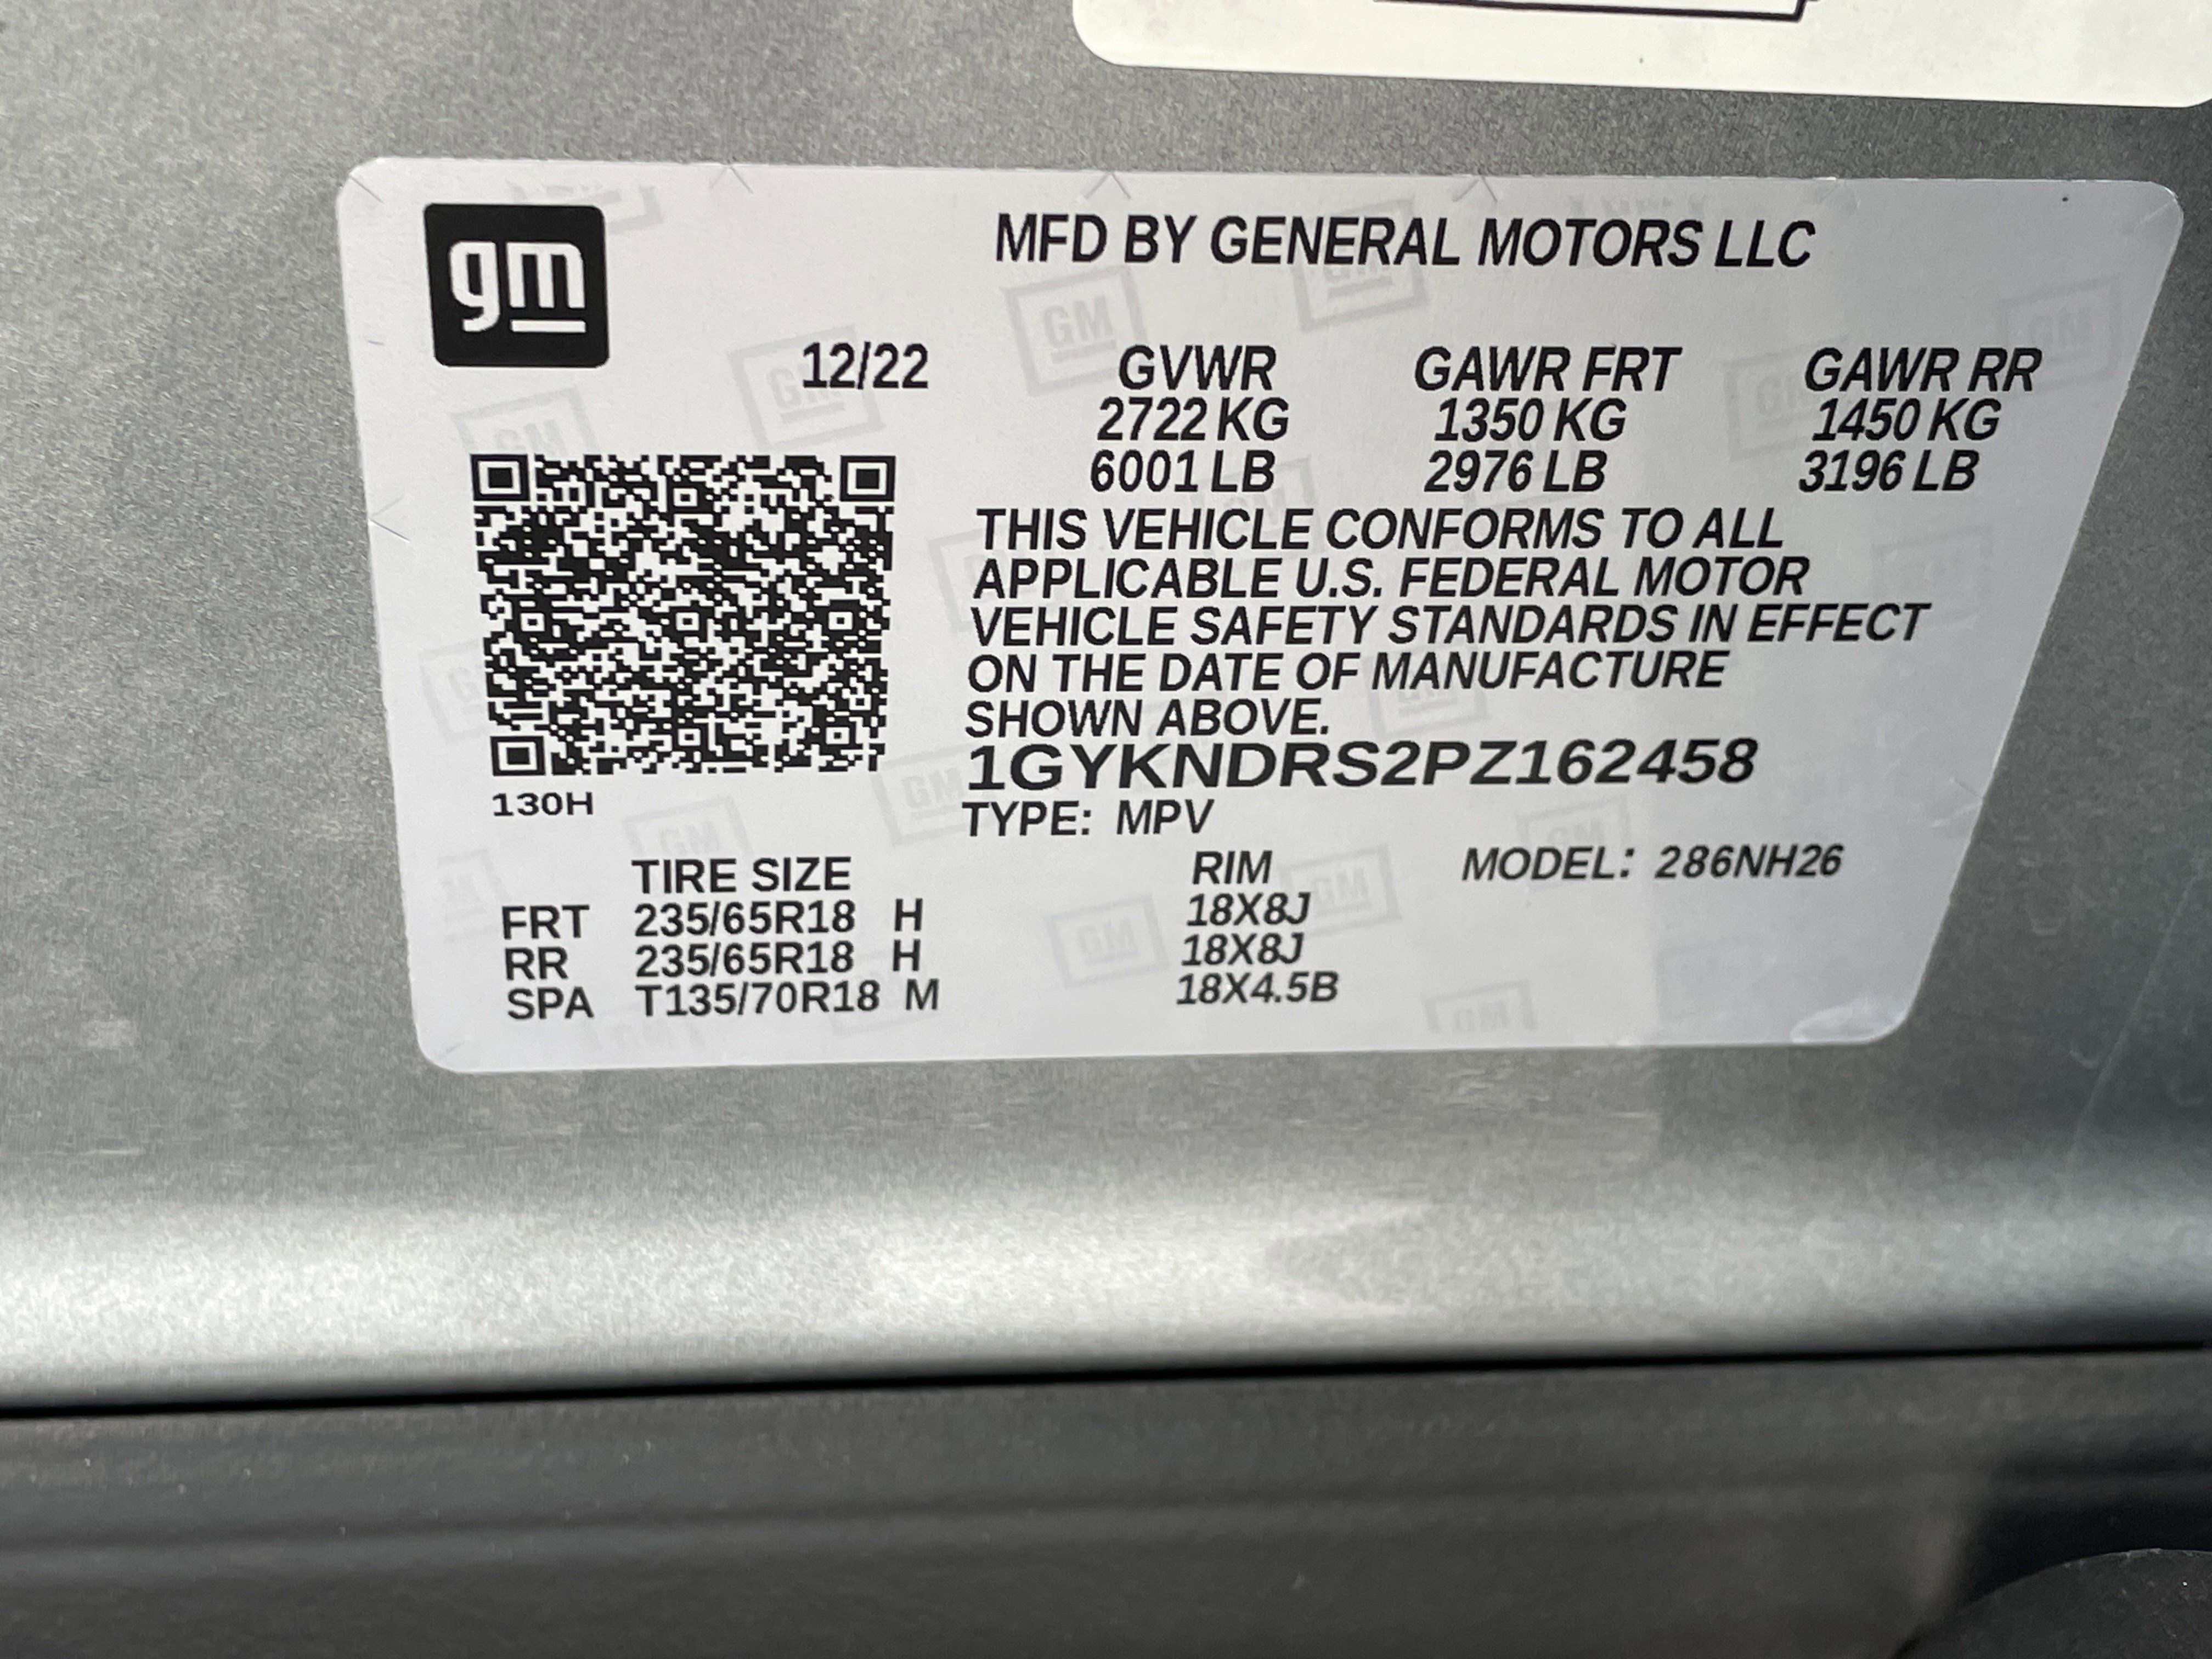 gm
MFD BY GENERAL MOTORS LLC
12/22
GVWR GAWR FRT GAWR RR
2722 KG 1350 KG 1450 KG
6001 LB 2976 LB 3196 LB
THIS VEHICLE CONFORMS TO ALL
APPLICABLE U.S. FEDERAL MOTOR
VEHICLE SAFETY STANDARDS IN EFFECT
ON THE DATE OF MANUFACTURE
SHOWN ABOVE.
1GYKNDRS2PZ162458
130H
TYPE: MPV
TIRE SIZE RIM MODEL: 286NH26
FRT 235/65R18 H 18X8J
RR 235/65R18 H 18X8J
SPA T135/70R18 M 18X4.5B